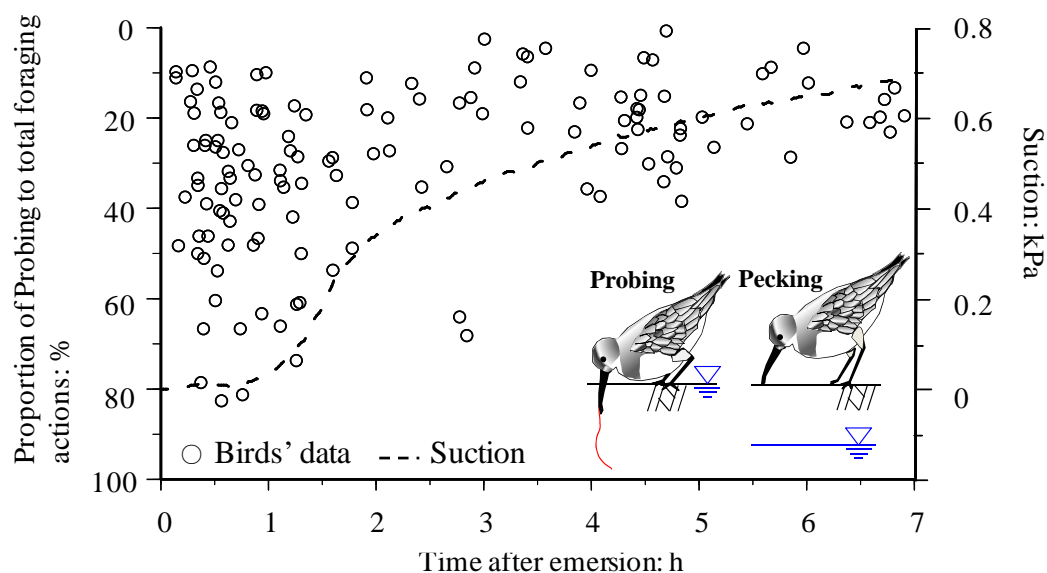 Proportion of Probing to total foraging
actions: %
0
20
40
60
80
100
0.8
0.6
0.4
0.2
0
Suction: kPa
Probing
Pecking
Birds' data
Suction
0 1 2 3 4 5 6 7
Time after emersion: h